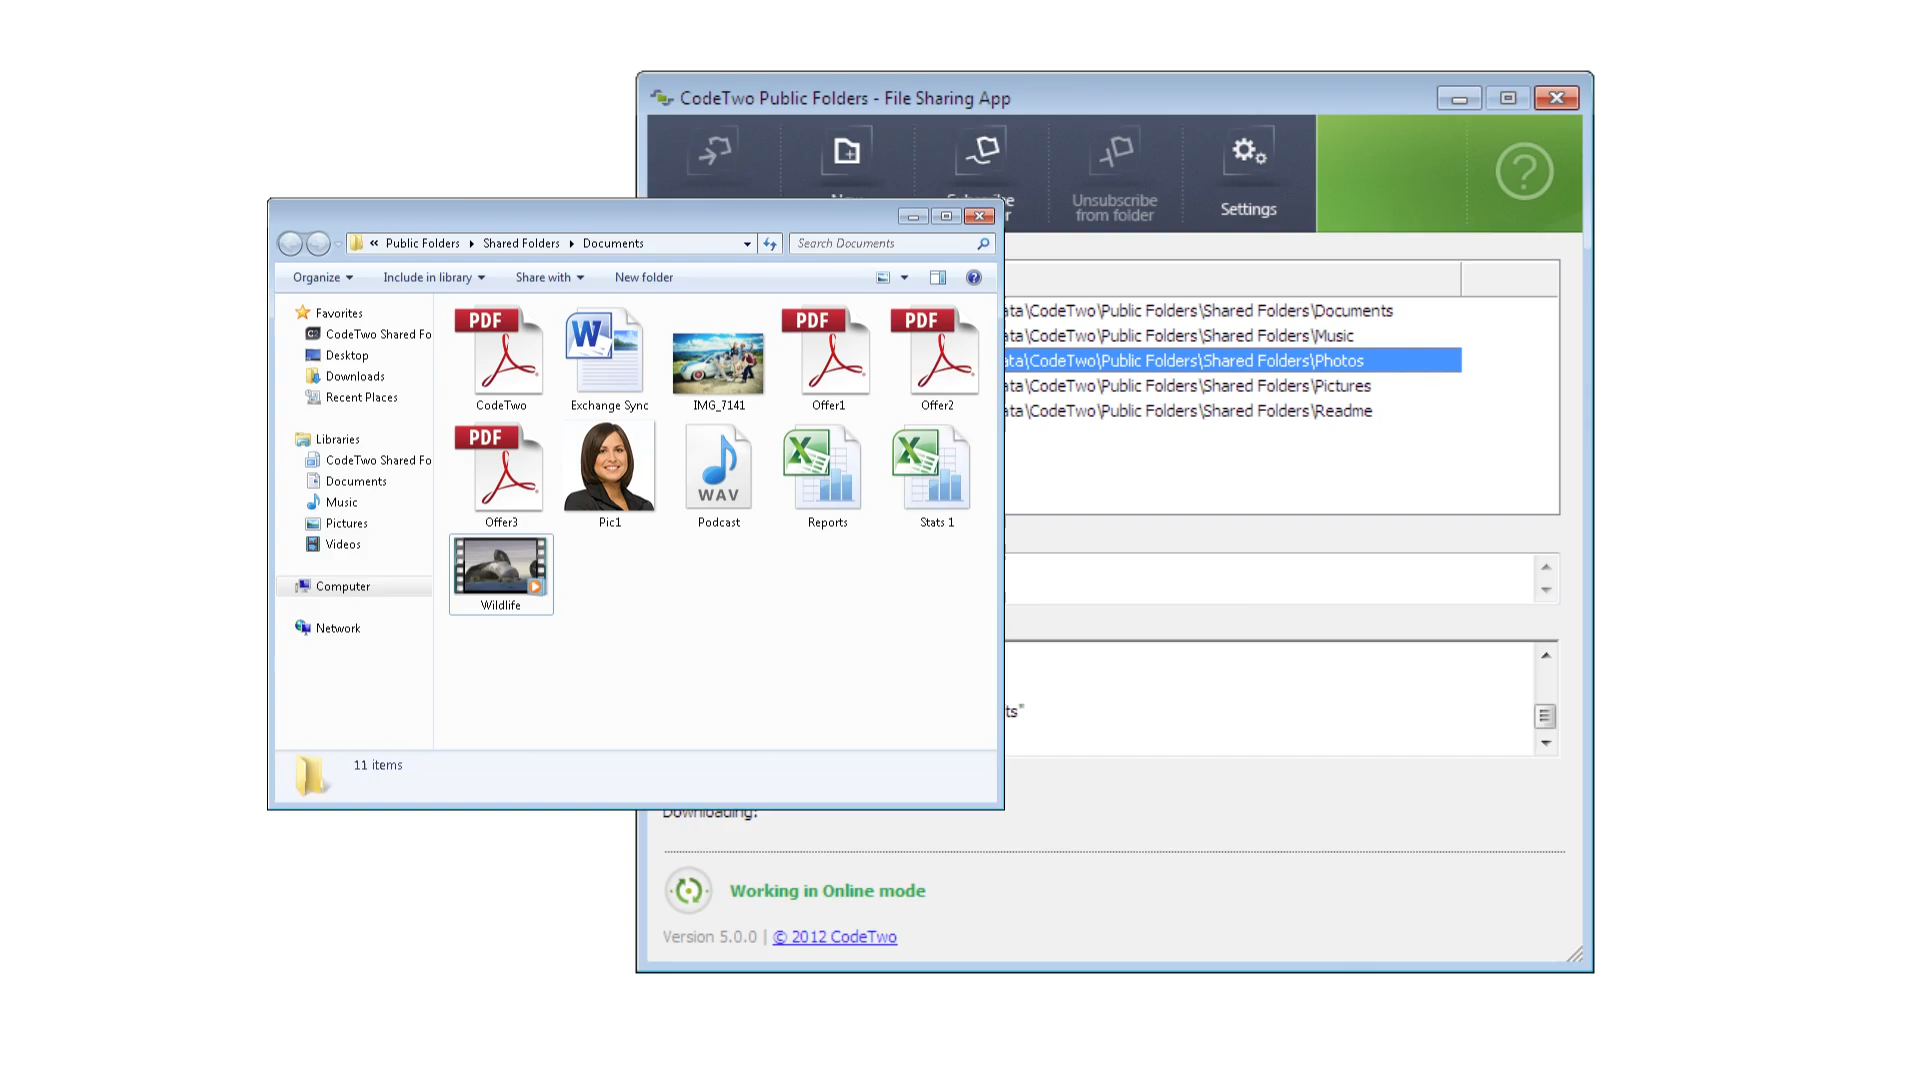 CodeTwo Public Folders - File Sharing App
Unsubscribe
from folder
Settings
« Public Folders Shared Folders Documents
Search Documents
Organize Include in library Share with New folder
Favorites
CodeTwo Shared Fo
Desktop
Downloads
Recent Places
Libraries
CodeTwo Shared Fo
Documents
Music
Pictures
Videos
Computer
Network
PDF PDF PDF
CodeTwo Exchange Sync IMG_7141 Offer1 Offer2
PDF WAV
Offer3 Pic1 Podcast Reports Stats 1
Wildlife
11 items
ata\CodeTwo\Public Folders\Shared Folders\Documents
ata\CodeTwo\Public Folders\Shared Folders\Music
ata\CodeTwo\Public Folders\Shared Folders\Photos
ata\CodeTwo\Public Folders\Shared Folders\Pictures
ata\CodeTwo\Public Folders\Shared Folders\Readme
ts"
Downloading:
Working in Online mode
Version 5.0.0 | © 2012 CodeTwo